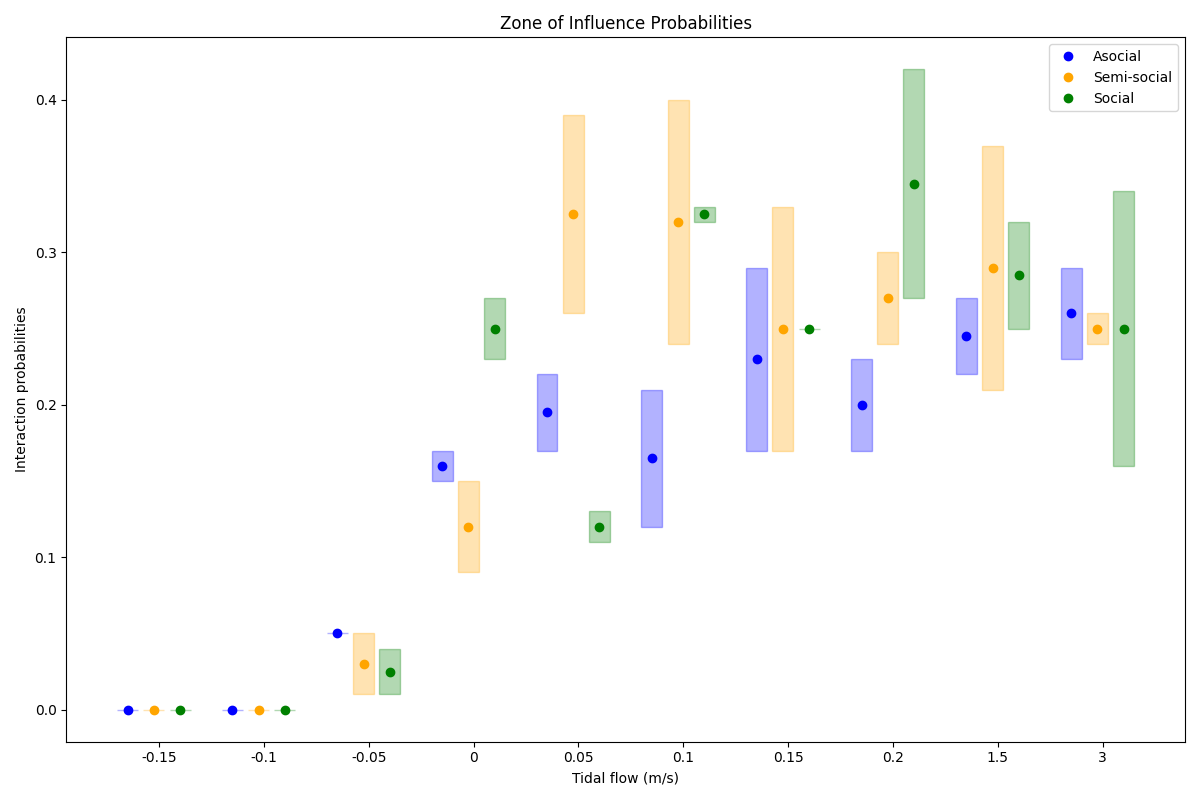 Zone of Influence Probabilities
Asocial
Semi-social
Social
0.4
0.3
0.2
0.1
0.0
Interaction probabilities
-0.15 -0.1 -0.05 0 0.05 0.1 0.15 0.2 1.5 3
Tidal flow (m/s)